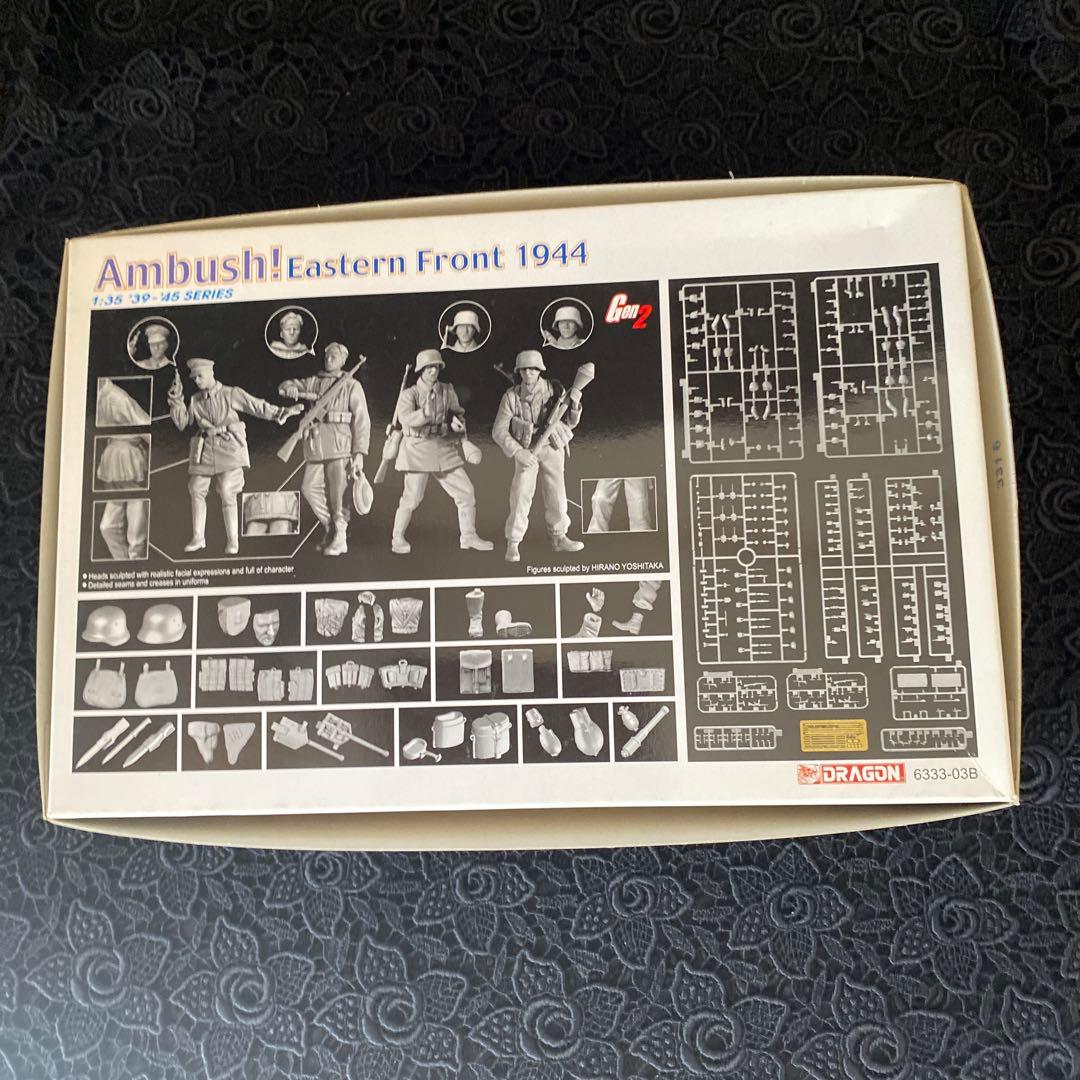 Ambush! Eastern Front 1944
1:35 '39-'45 SERIES
Gen2
• Heads sculpted with realistic facial expressions and full of character
• Detailed seams and creases in uniforms
Figures sculpted by HIRANO YOSHITAKA
DRAGON 6333-03B